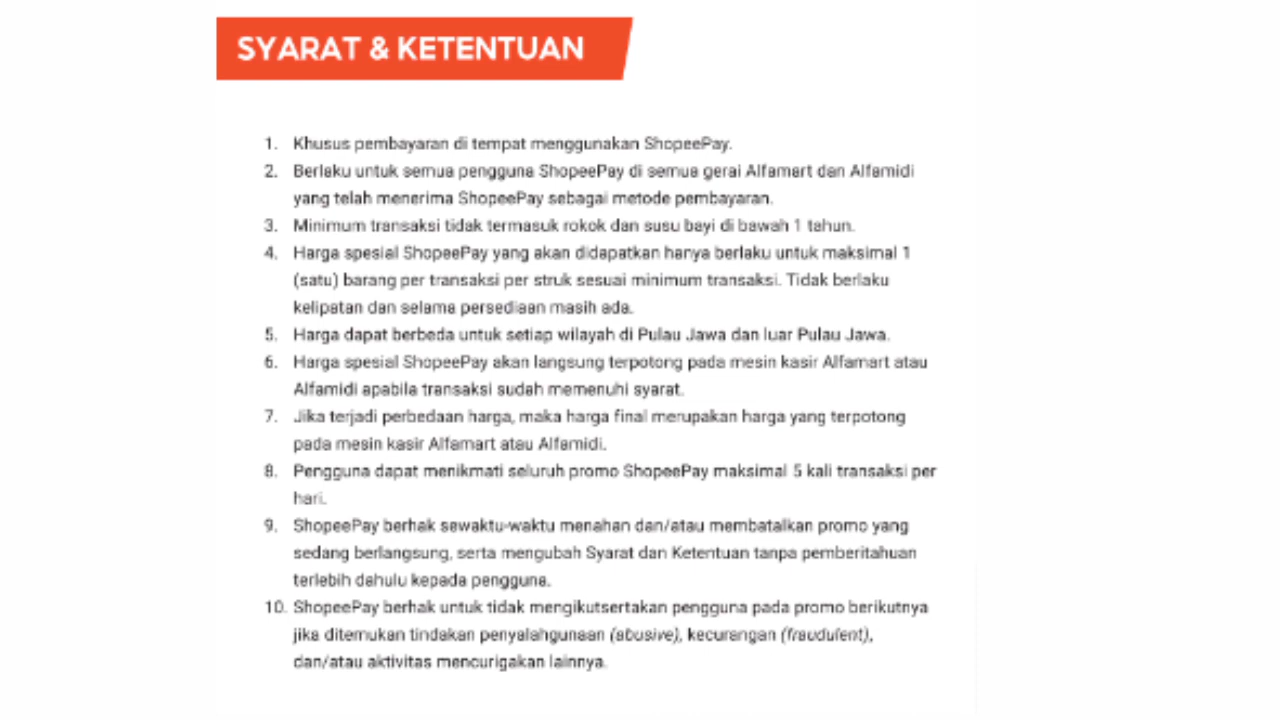 SYARAT & KETENTUAN
1. Khusus pembayaran di tempat menggunakan ShopeePay.
2. Berlaku untuk semua pengguna ShopeePay di semua gerai Alfamart dan Alfamidi
yang telah menerima ShopeePay sebagai metode pembayaran.
3. Minimum transaksi tidak termasuk rokok dan susu bayi di bawah 1 tahun.
4. Harga spesial ShopeePay yang akan didapatkan hanya berlaku untuk maksimal 1
(satu) barang per transaksi per struk sesuai minimum transaksi. Tidak berlaku
kelipatan dan selama persediaan masih ada.
5. Harga dapat berbeda untuk setiap wilayah di Pulau Jawa dan luar Pulau Jawa.
6. Harga spesial ShopeePay akan langsung terpotong pada mesin kasir Alfamart atau
Alfamidi apabila transaksi sudah memenuhi syarat.
7. Jika terjadi perbedaan harga, maka harga final merupakan harga yang terpotong
pada mesin kasir Alfamart atau Alfamidi.
8. Pengguna dapat menikmati seluruh promo ShopeePay maksimal 5 kali transaksi per
hari.
9. ShopeePay berhak sewaktu-waktu menahan dan/atau membatalkan promo yang
sedang berlangsung, serta mengubah Syarat dan Ketentuan tanpa pemberitahuan
terlebih dahulu kepada pengguna.
10. ShopeePay berhak untuk tidak mengikutsertakan pengguna pada promo berikutnya
jika ditemukan tindakan penyalahgunaan (abusive), kecurangan (fraudulent),
dan/atau aktivitas mencurigakan lainnya.